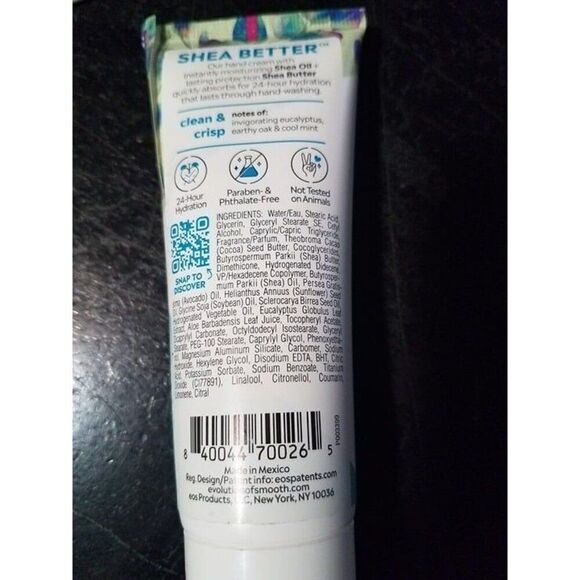 SHEA BETTER™
Our hand cream with
instantly moisturizing Shea Oil +
lasting protection Shea Butter
quickly absorbs for 24-hour hydration
that lasts through hand-washing.
clean & crisp
notes of:
invigorating eucalyptus,
earthy oak & cool mint
24-Hour
Hydration
Paraben- &
Phthalate-Free
Not Tested
on Animals
SNAP TO
DISCOVER
INGREDIENTS: Water/Eau, Stearic Acid,
Glycerin, Glyceryl Stearate SE, Cetyl
Alcohol, Caprylic/Capric Triglyceride,
Fragrance/Parfum, Theobroma Cacao
(Cocoa) Seed Butter, Cocoglycerides,
Butyrospermum Parkii (Shea) Butter,
Dimethicone, Hydrogenated Didecene,
VP/Hexadecene Copolymer, Butyrosper-
mum Parkii (Shea) Oil, Persea Gratis-
sima (Avocado) Oil, Helianthus Annuus (Sunflower) Seed
Oil, Glycine Soja (Soybean) Oil, Sclerocarya Birrea Seed Oil,
Hydrogenated Vegetable Oil, Eucalyptus Globulus Leaf
Extract, Aloe Barbadensis Leaf Juice, Tocopheryl Acetate,
Ethylene Carbonate, Octyldodecyl Isostearate, Glyceryl
Stearate, PEG-100 Stearate, Caprylyl Glycol, Phenoxyetha-
nol, Magnesium Aluminum Silicate, Carbomer, Sodium
Hydroxide, Hexylene Glycol, Disodium EDTA, BHT, Citric
Acid, Potassium Sorbate, Sodium Benzoate, Titanium
Dioxide (CI77891), Linalool, Citronellol, Coumarin,
Limonene, Citral
8 40044 70026 5
P003399
Made in Mexico
Reg. Design/Patent info: eospatents.com
evolutionofsmooth.com
eos Products, LLC, New York, NY 10036